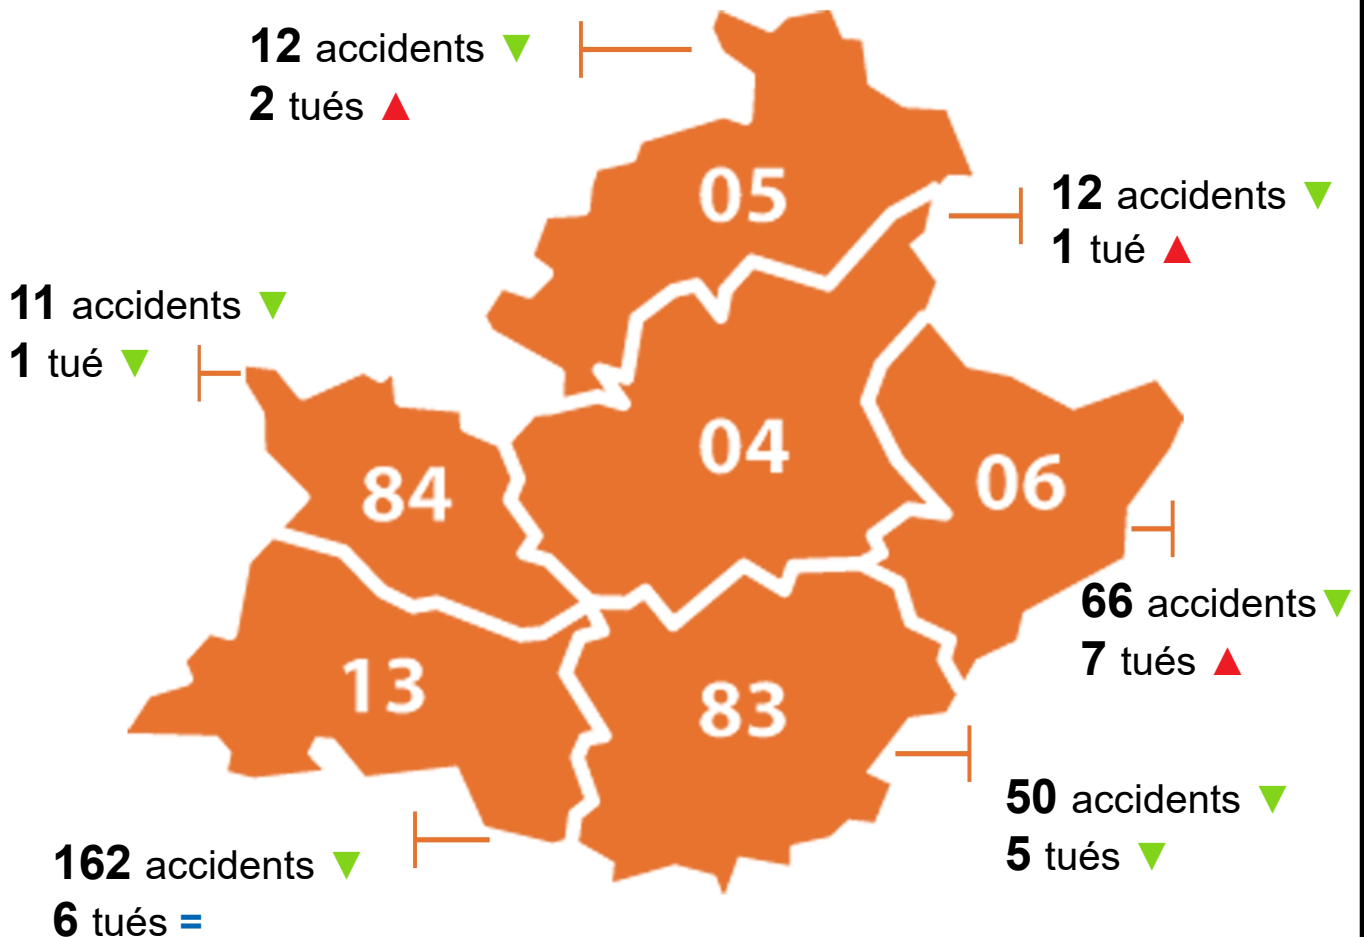 12 accidents ▼
2 tués ▲
05
12 accidents ▼
1 tué ▲
11 accidents ▼
1 tué ▼
04
84
06
66 accidents ▼
7 tués ▲
13
83
50 accidents ▼
5 tués ▼
162 accidents ▼
6 tués =